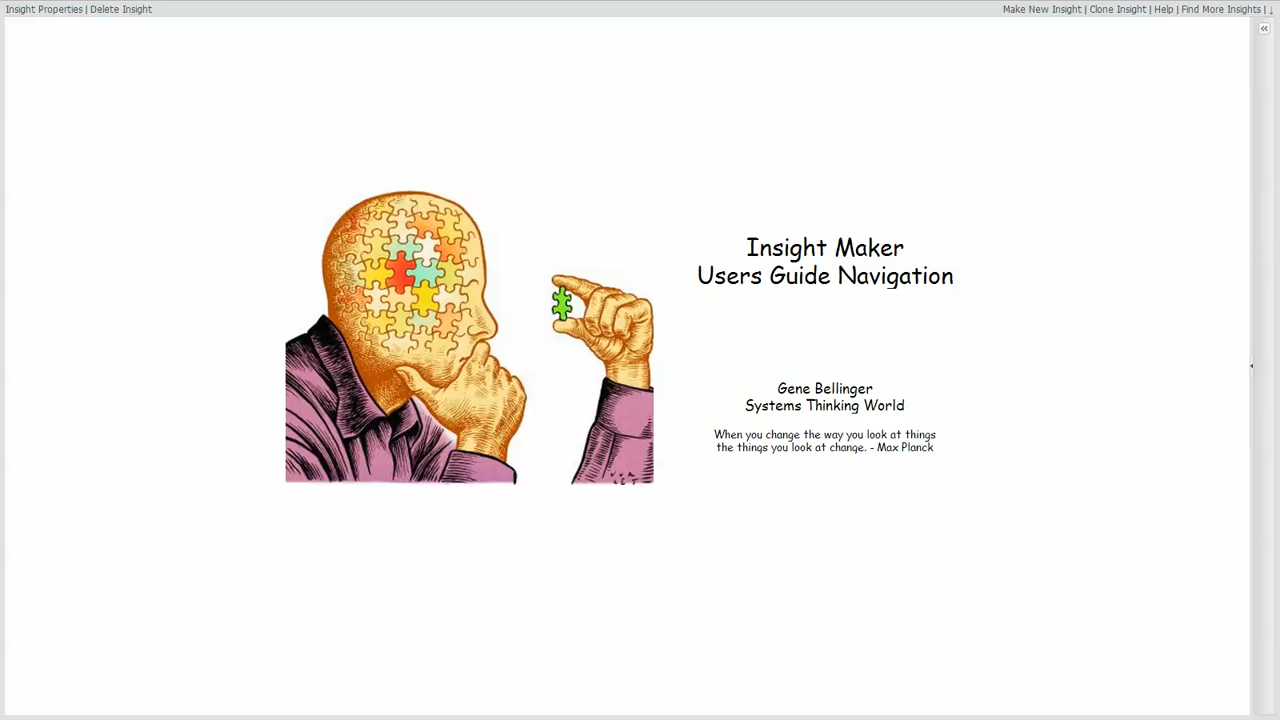 Insight Properties | Delete Insight
Make New Insight | Clone Insight | Help | Find More Insights | ↓
Insight Maker
Users Guide Navigation
Gene Bellinger
Systems Thinking World
When you change the way you look at things
the things you look at change. - Max Planck